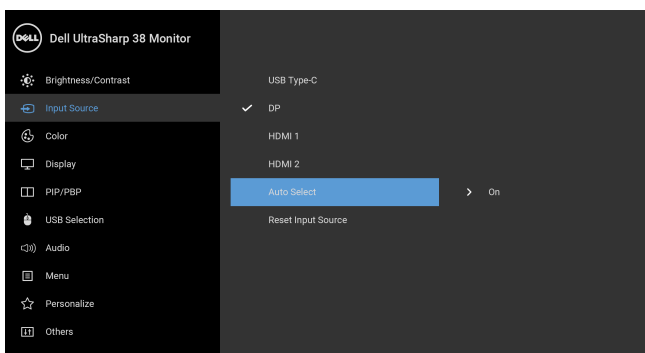 DELL Dell UltraSharp 38 Monitor
Brightness/Contrast
USB Type-C
Input Source
DP
Color
HDMI 1
Display
HDMI 2
PIP/PBP
Auto Select
On
USB Selection
Reset Input Source
Audio
Menu
Personalize
Others